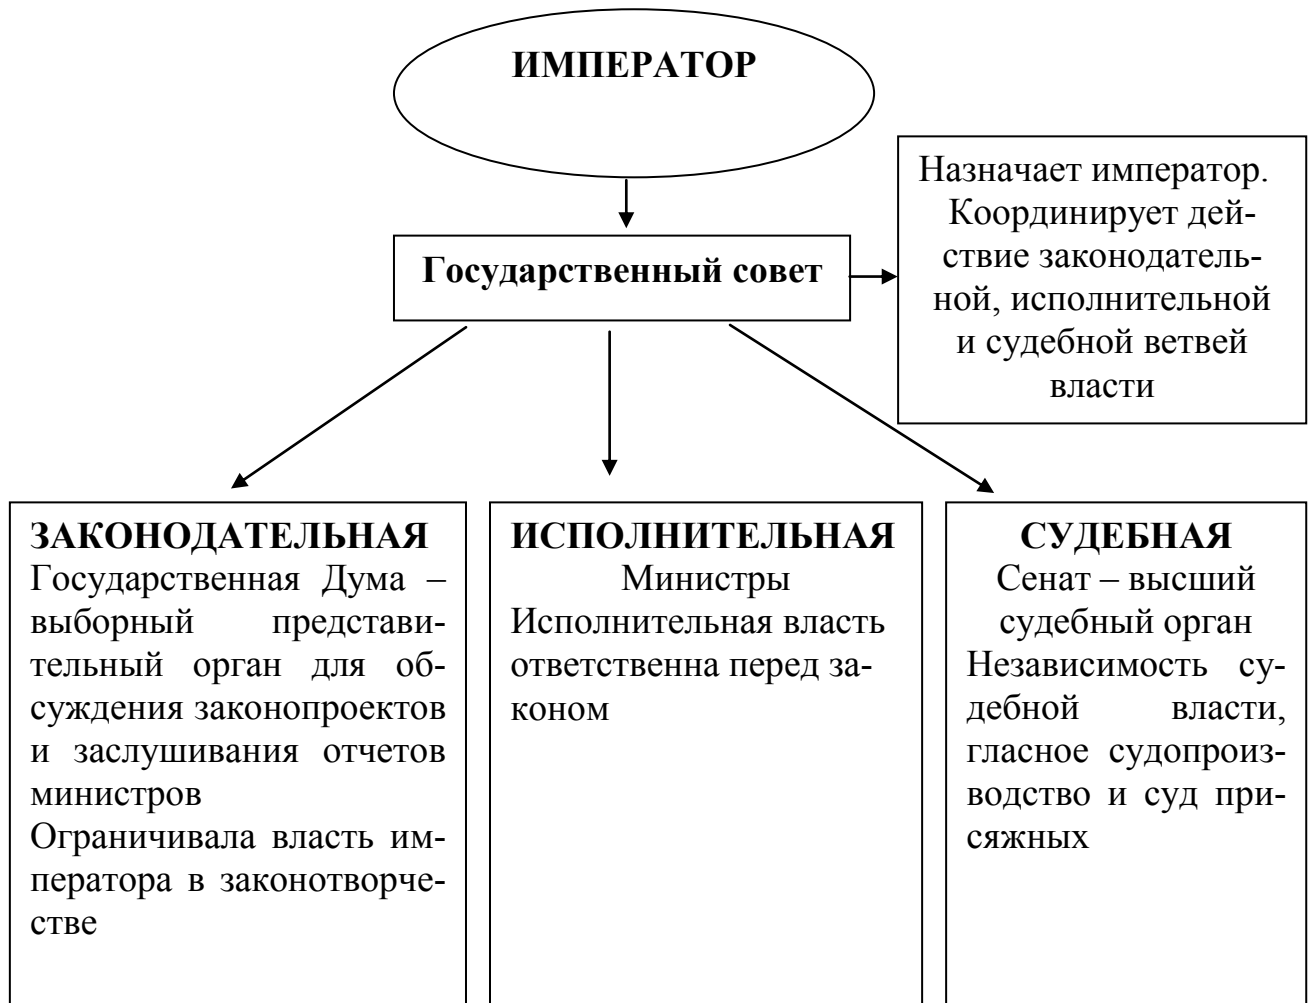 ИМПЕРАТОР
Назначает император.
Координирует дей-
ствие законодатель-
ной, исполнительной
и судебной ветвей
власти
Государственный совет
ЗАКОНОДАТЕЛЬНАЯ
Государственная Дума –
выборный представи-
тельный орган для об-
суждения законопроектов
и заслушивания отчетов
министров
Ограничивала власть им-
ператора в законотворче-
стве
ИСПОЛНИТЕЛЬНАЯ
Министры
Исполнительная власть
ответственна перед за-
коном
СУДЕБНАЯ
Сенат – высший
судебный орган
Независимость су-
дебной власти,
гласное судопроиз-
водство и суд при-
сяжных